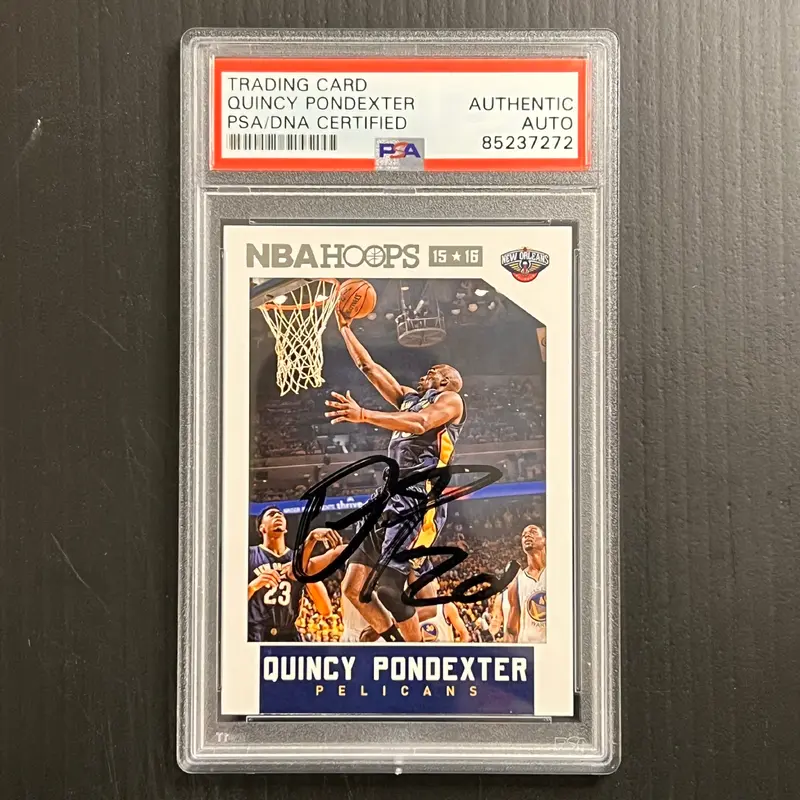 TRADING CARD
QUINCY PONDEXTER
PSA/DNA CERTIFIED
AUTHENTIC
AUTO
85237272
PSA
NBA HOOPS 15★16
NEW ORLEANS
23
20
QUINCY PONDEXTER
PELICANS